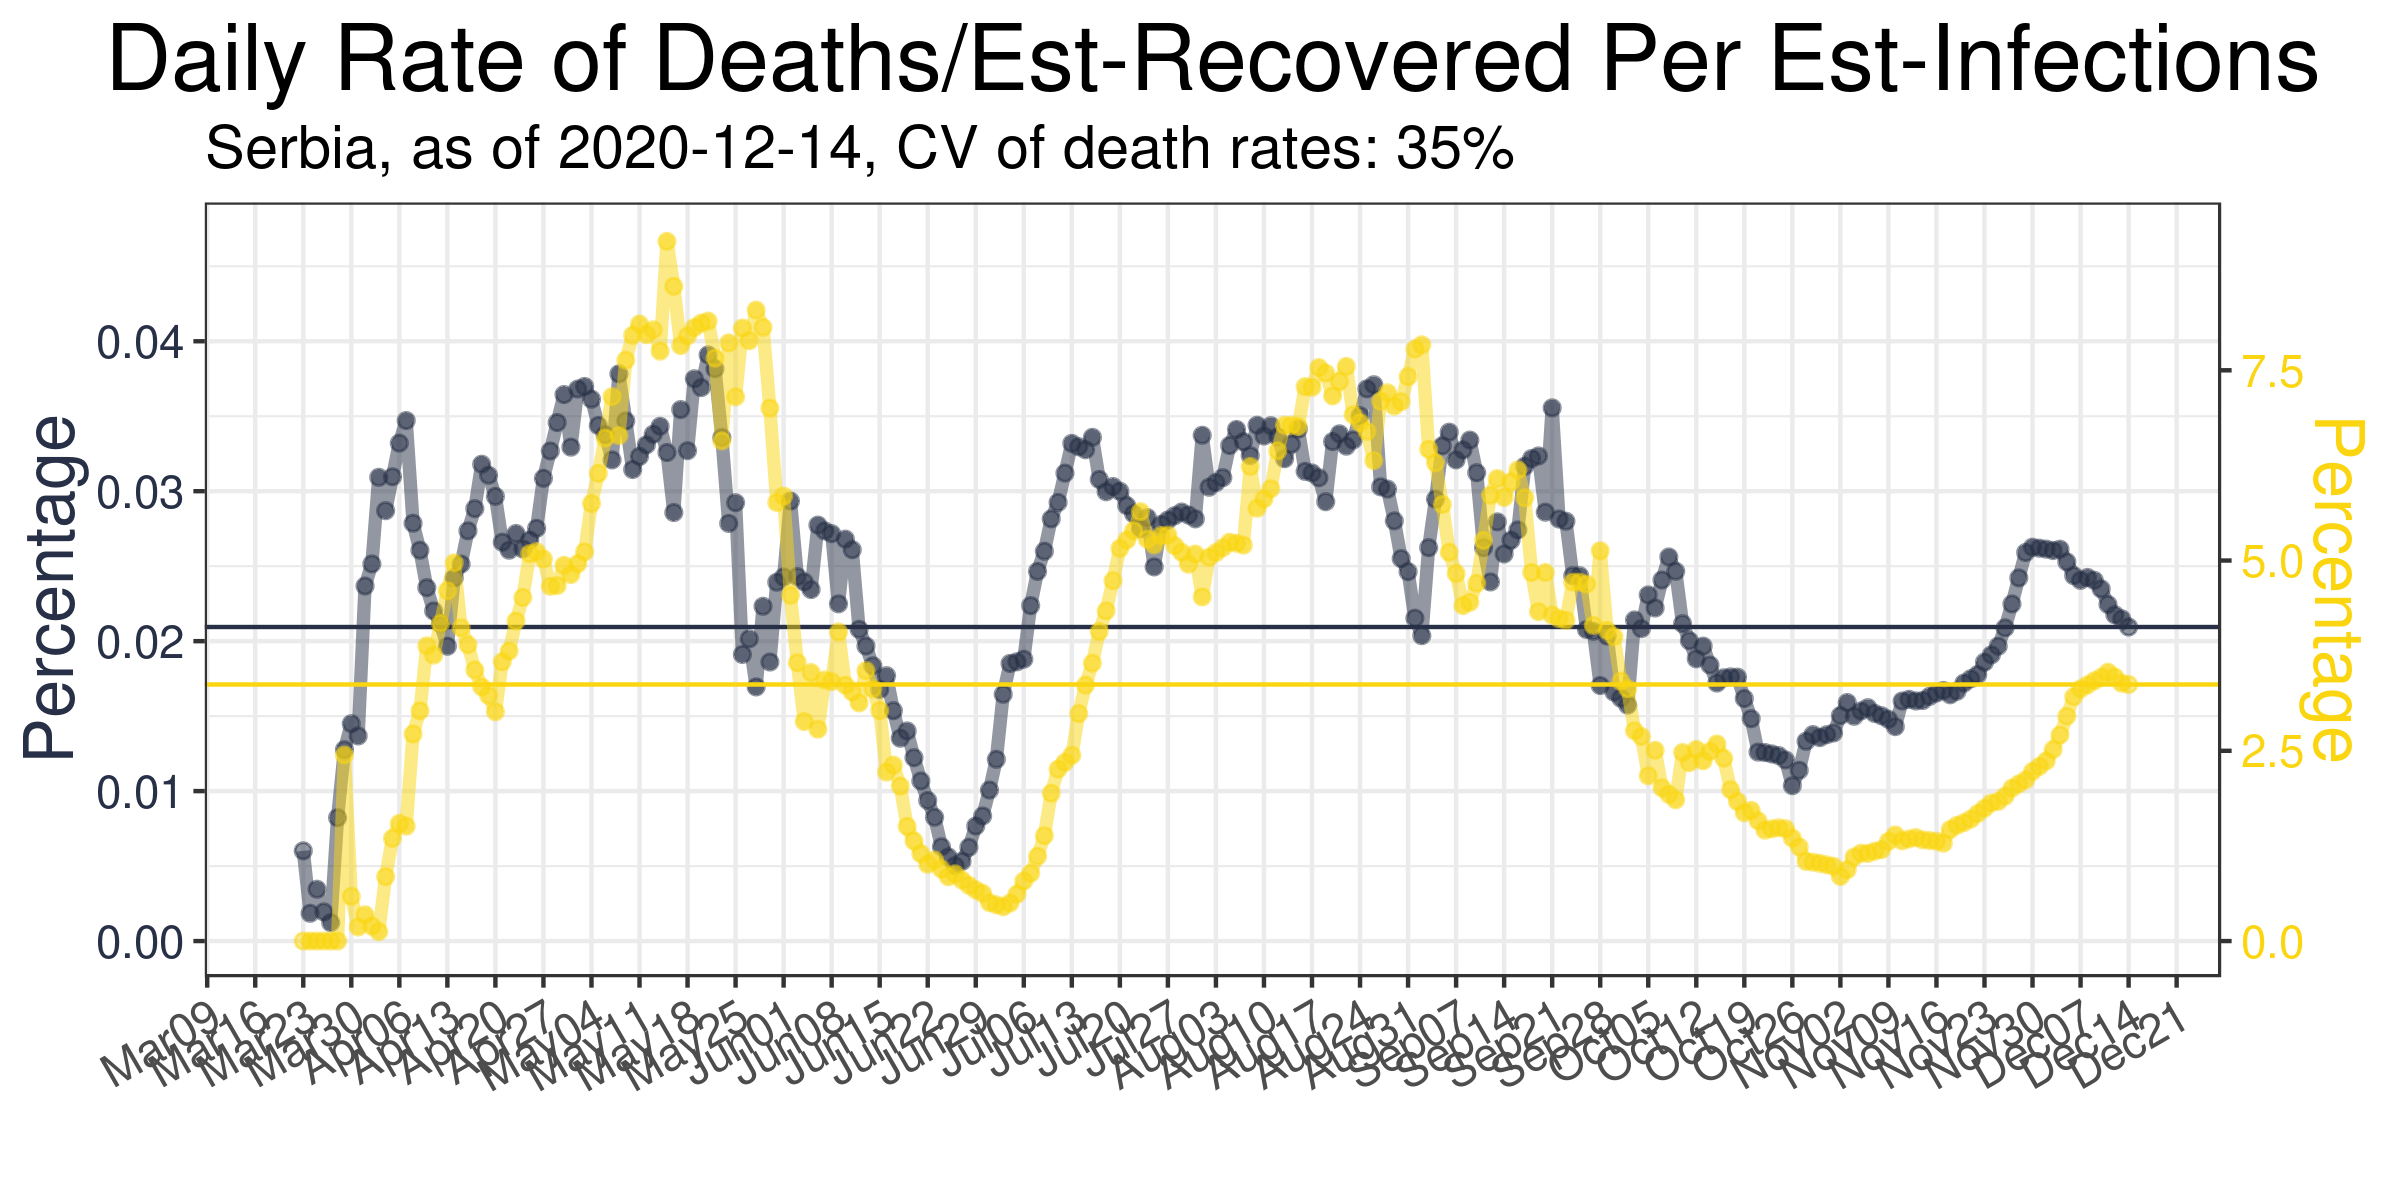 Daily Rate of Deaths/Est-Recovered Per Est-Infections
Serbia, as of 2020-12-14, CV of death rates: 35%
Percentage
0.04
0.03
0.02
0.01
0.00
7.5
5.0
2.5
0.0
Percentage
Mar09
Mar16
Mar23
Mar30
Apr06
Apr13
Apr20
Apr27
May04
May11
May18
May25
Jun01
Jun08
Jun15
Jun22
Jun29
Jul06
Jul13
Jul20
Jul27
Aug03
Aug10
Aug17
Aug24
Aug31
Sep07
Sep14
Sep21
Sep28
Oct05
Oct12
Oct19
Oct26
Nov02
Nov09
Nov16
Nov23
Nov30
Dec07
Dec14
Dec21